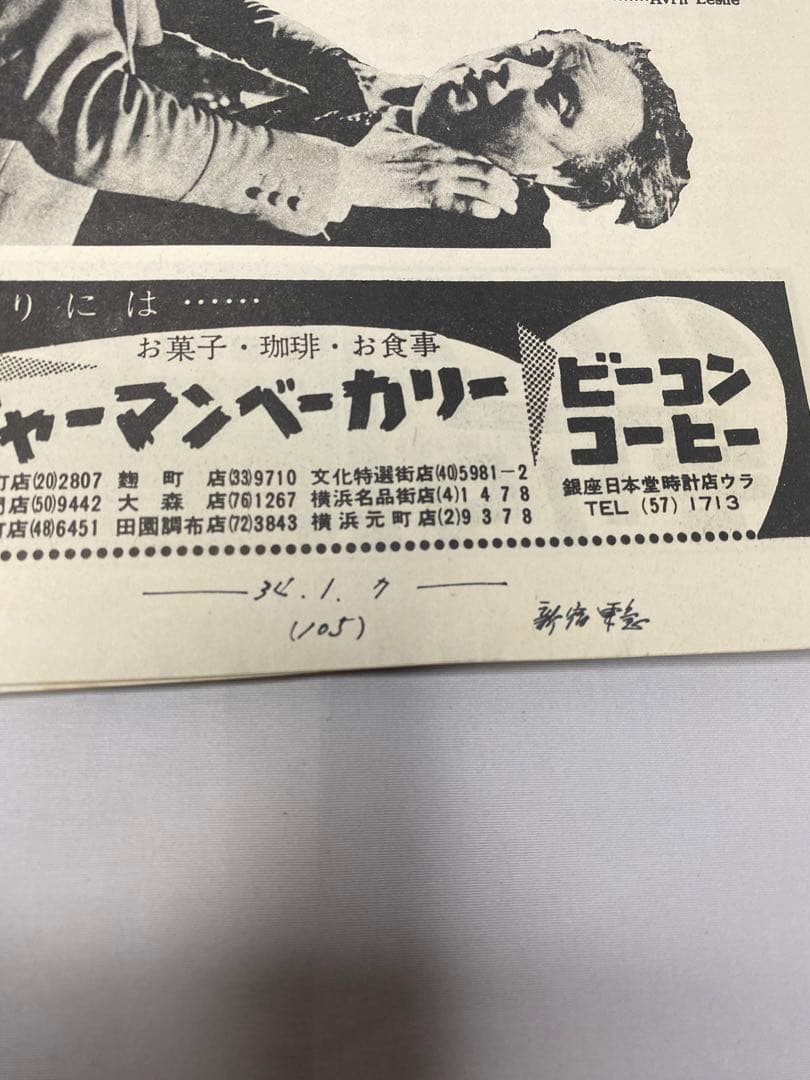 Avril Leslie
りには……
お菓子・珈琲・お食事
ャーマンベーカリー
町店(20)2807 麹町店(33)9710 文化特選街店(40)5981-2
門店(50)9442 大森店(76)1267 横浜名品街店(4)1478
町店(48)6451 田園調布店(72)3843 横浜元町店(2)9378
ビーコン
コーヒー
銀座日本堂時計店ウラ
TEL (57) 1713
34.1.7
(105)
新宿東急